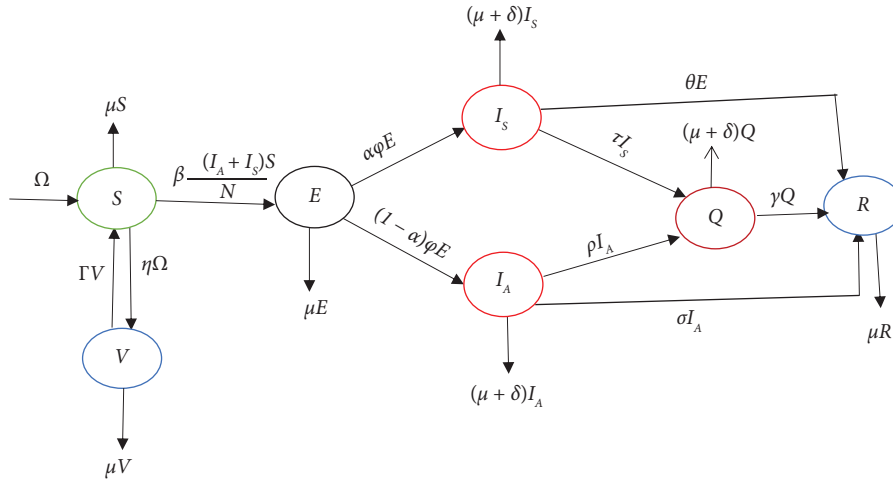 (μ + δ)I_S
μS
θE
I_S
τI_S
(μ + δ)Q
αφE
Ω
β (I_A + I_S)S / N
S
E
Q
γQ
R
(1 – α)φE
ΓV
ηΩ
ρI_A
I_A
μE
σI_A
μR
V
(μ + δ)I_A
μV